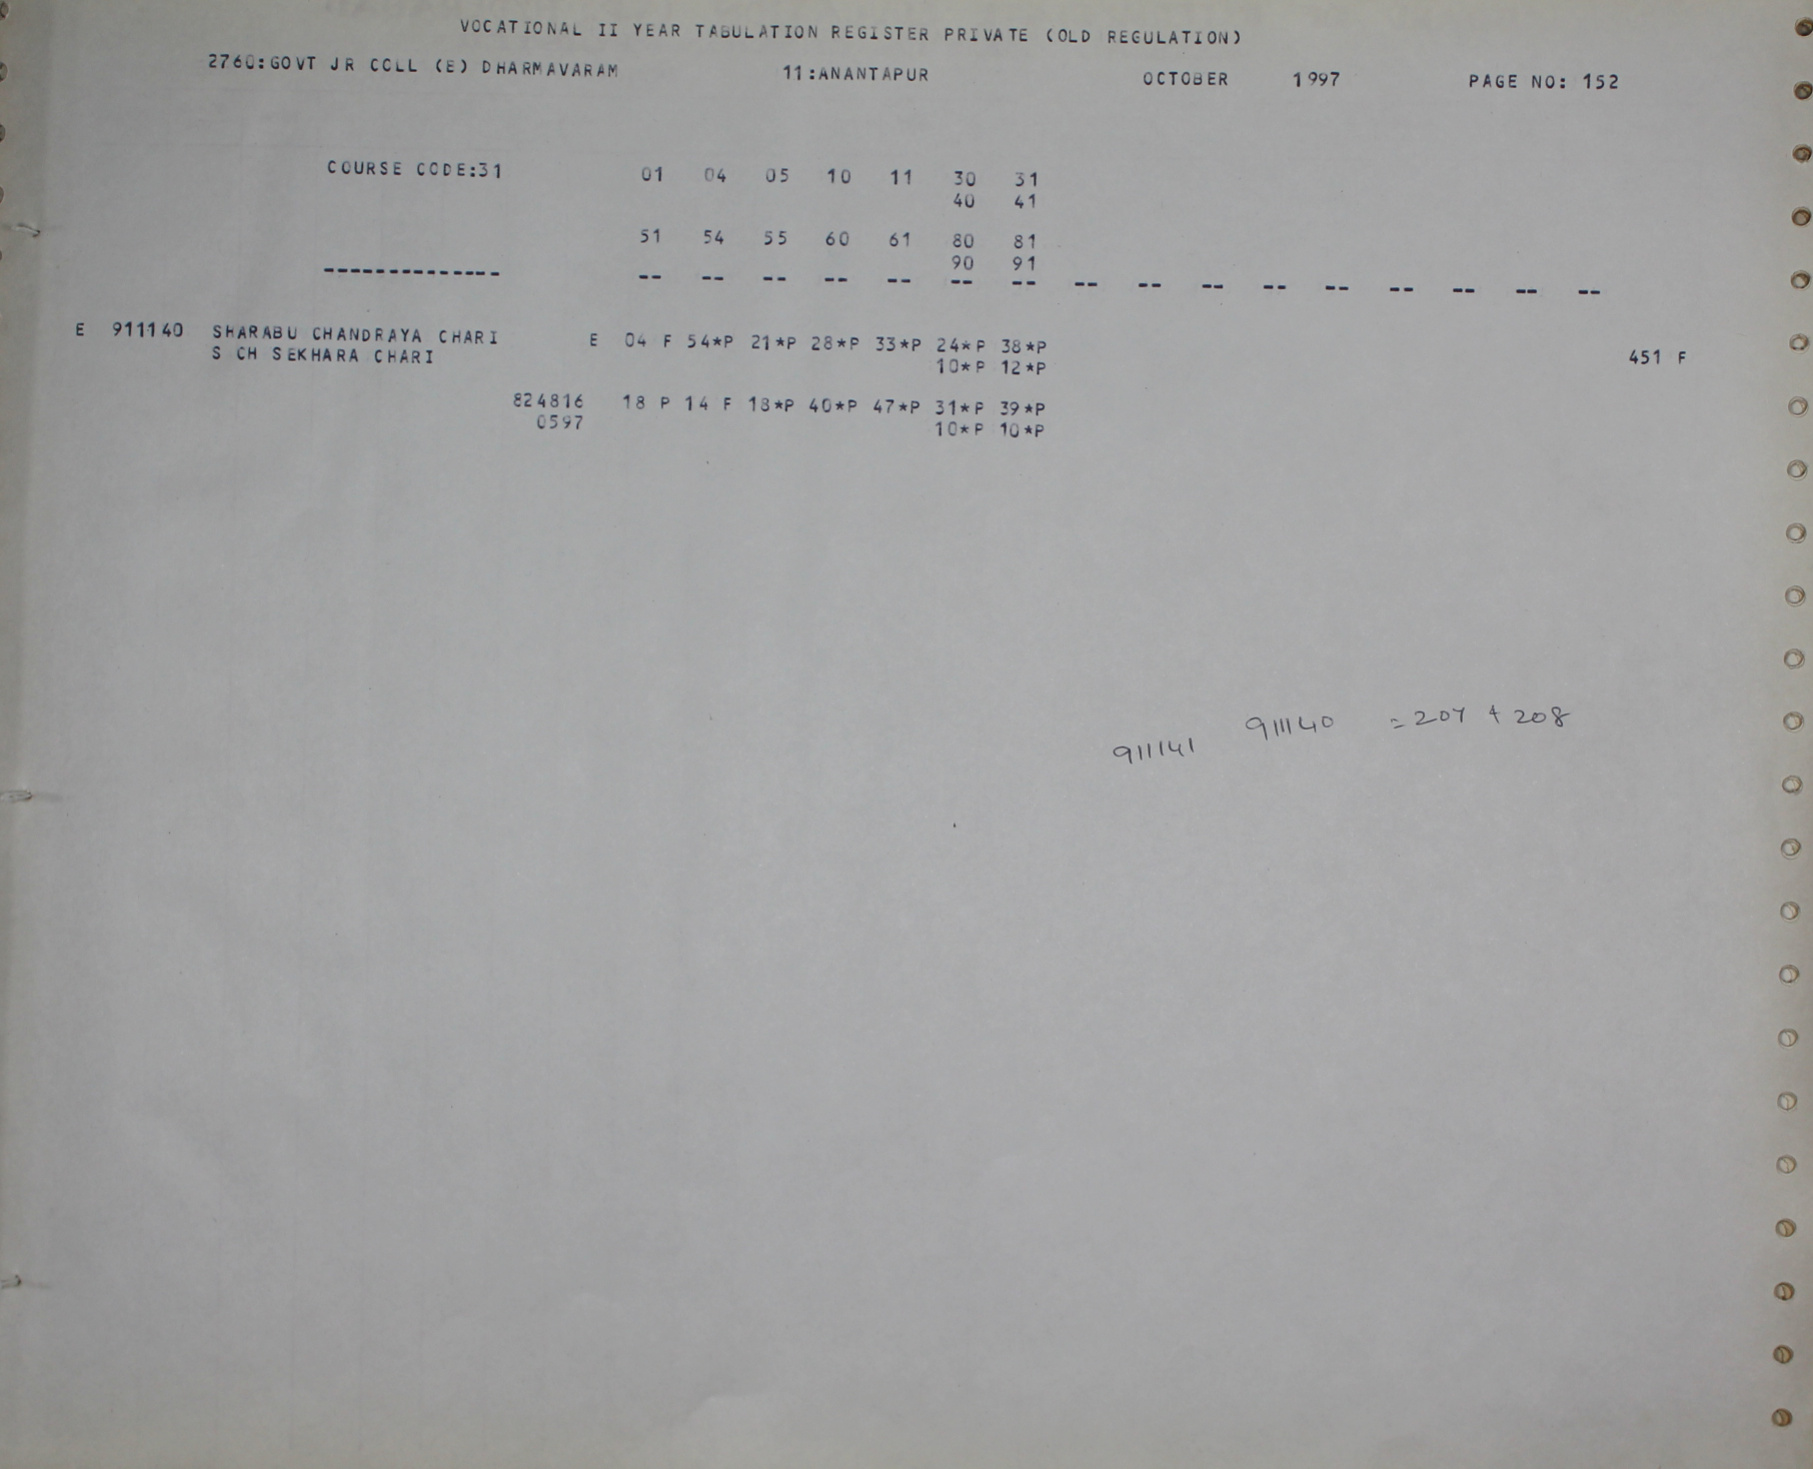 VOCATIONAL II YEAR TABULATION REGISTER PRIVATE (OLD REGULATION)
2760:GOVT JR COLL (E) DHARMAVARAM 11:ANANTAPUR OCTOBER 1997 PAGE NO: 152
COURSE CODE:31 01 04 05 10 11 30 31
40 41
51 54 55 60 61 80 81
90 91
-------------- -- -- -- -- -- -- -- -- -- -- -- -- -- -- -- --
E 911140 SHARABU CHANDRAYA CHARI E 04 F 54*P 21*P 28*P 33*P 24*P 38*P
S CH SEKHARA CHARI 10*P 12*P 451 F
824816 18 P 14 F 18*P 40*P 47*P 31*P 39*P
0597 10*P 10*P
911141 911140 = 207 + 208